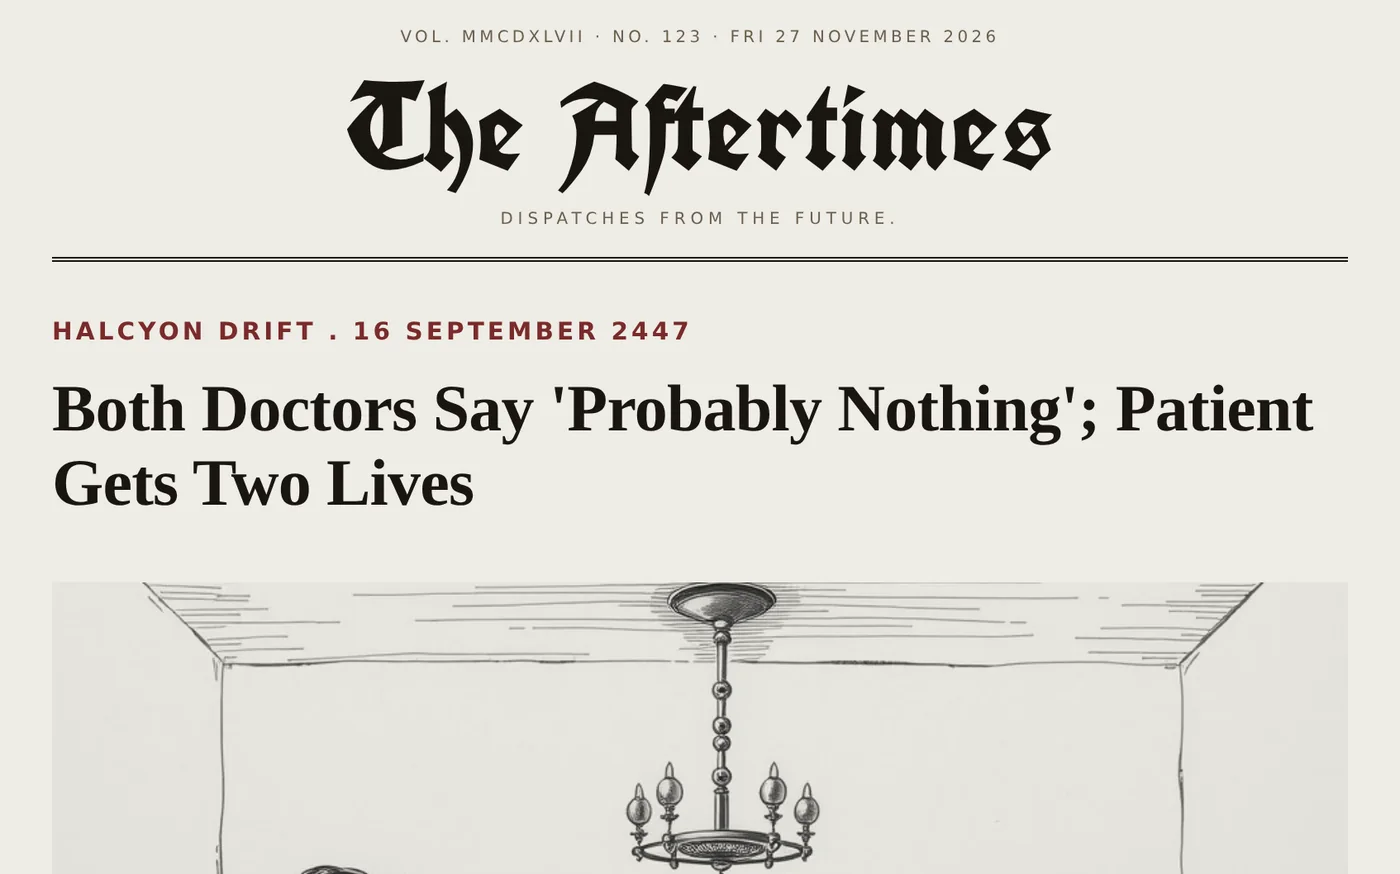 VOL. MMCDXLVII · NO. 123 · FRI 27 NOVEMBER 2026
The Aftertimes
DISPATCHES FROM THE FUTURE.
HALCYON DRIFT . 16 SEPTEMBER 2447
Both Doctors Say 'Probably Nothing'; Patient
Gets Two Lives